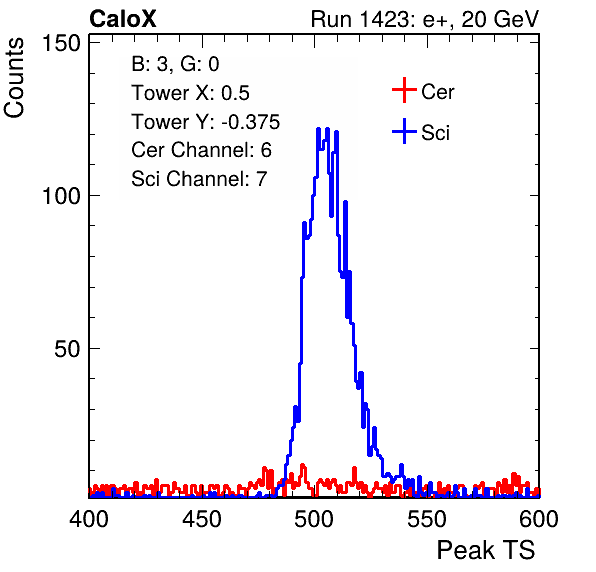 CaloX
Run 1423: e+, 20 GeV
Counts
150
100
50
B: 3, G: 0
Tower X: 0.5
Tower Y: -0.375
Cer Channel: 6
Sci Channel: 7
Cer
Sci
400
450
500
550
600
Peak TS